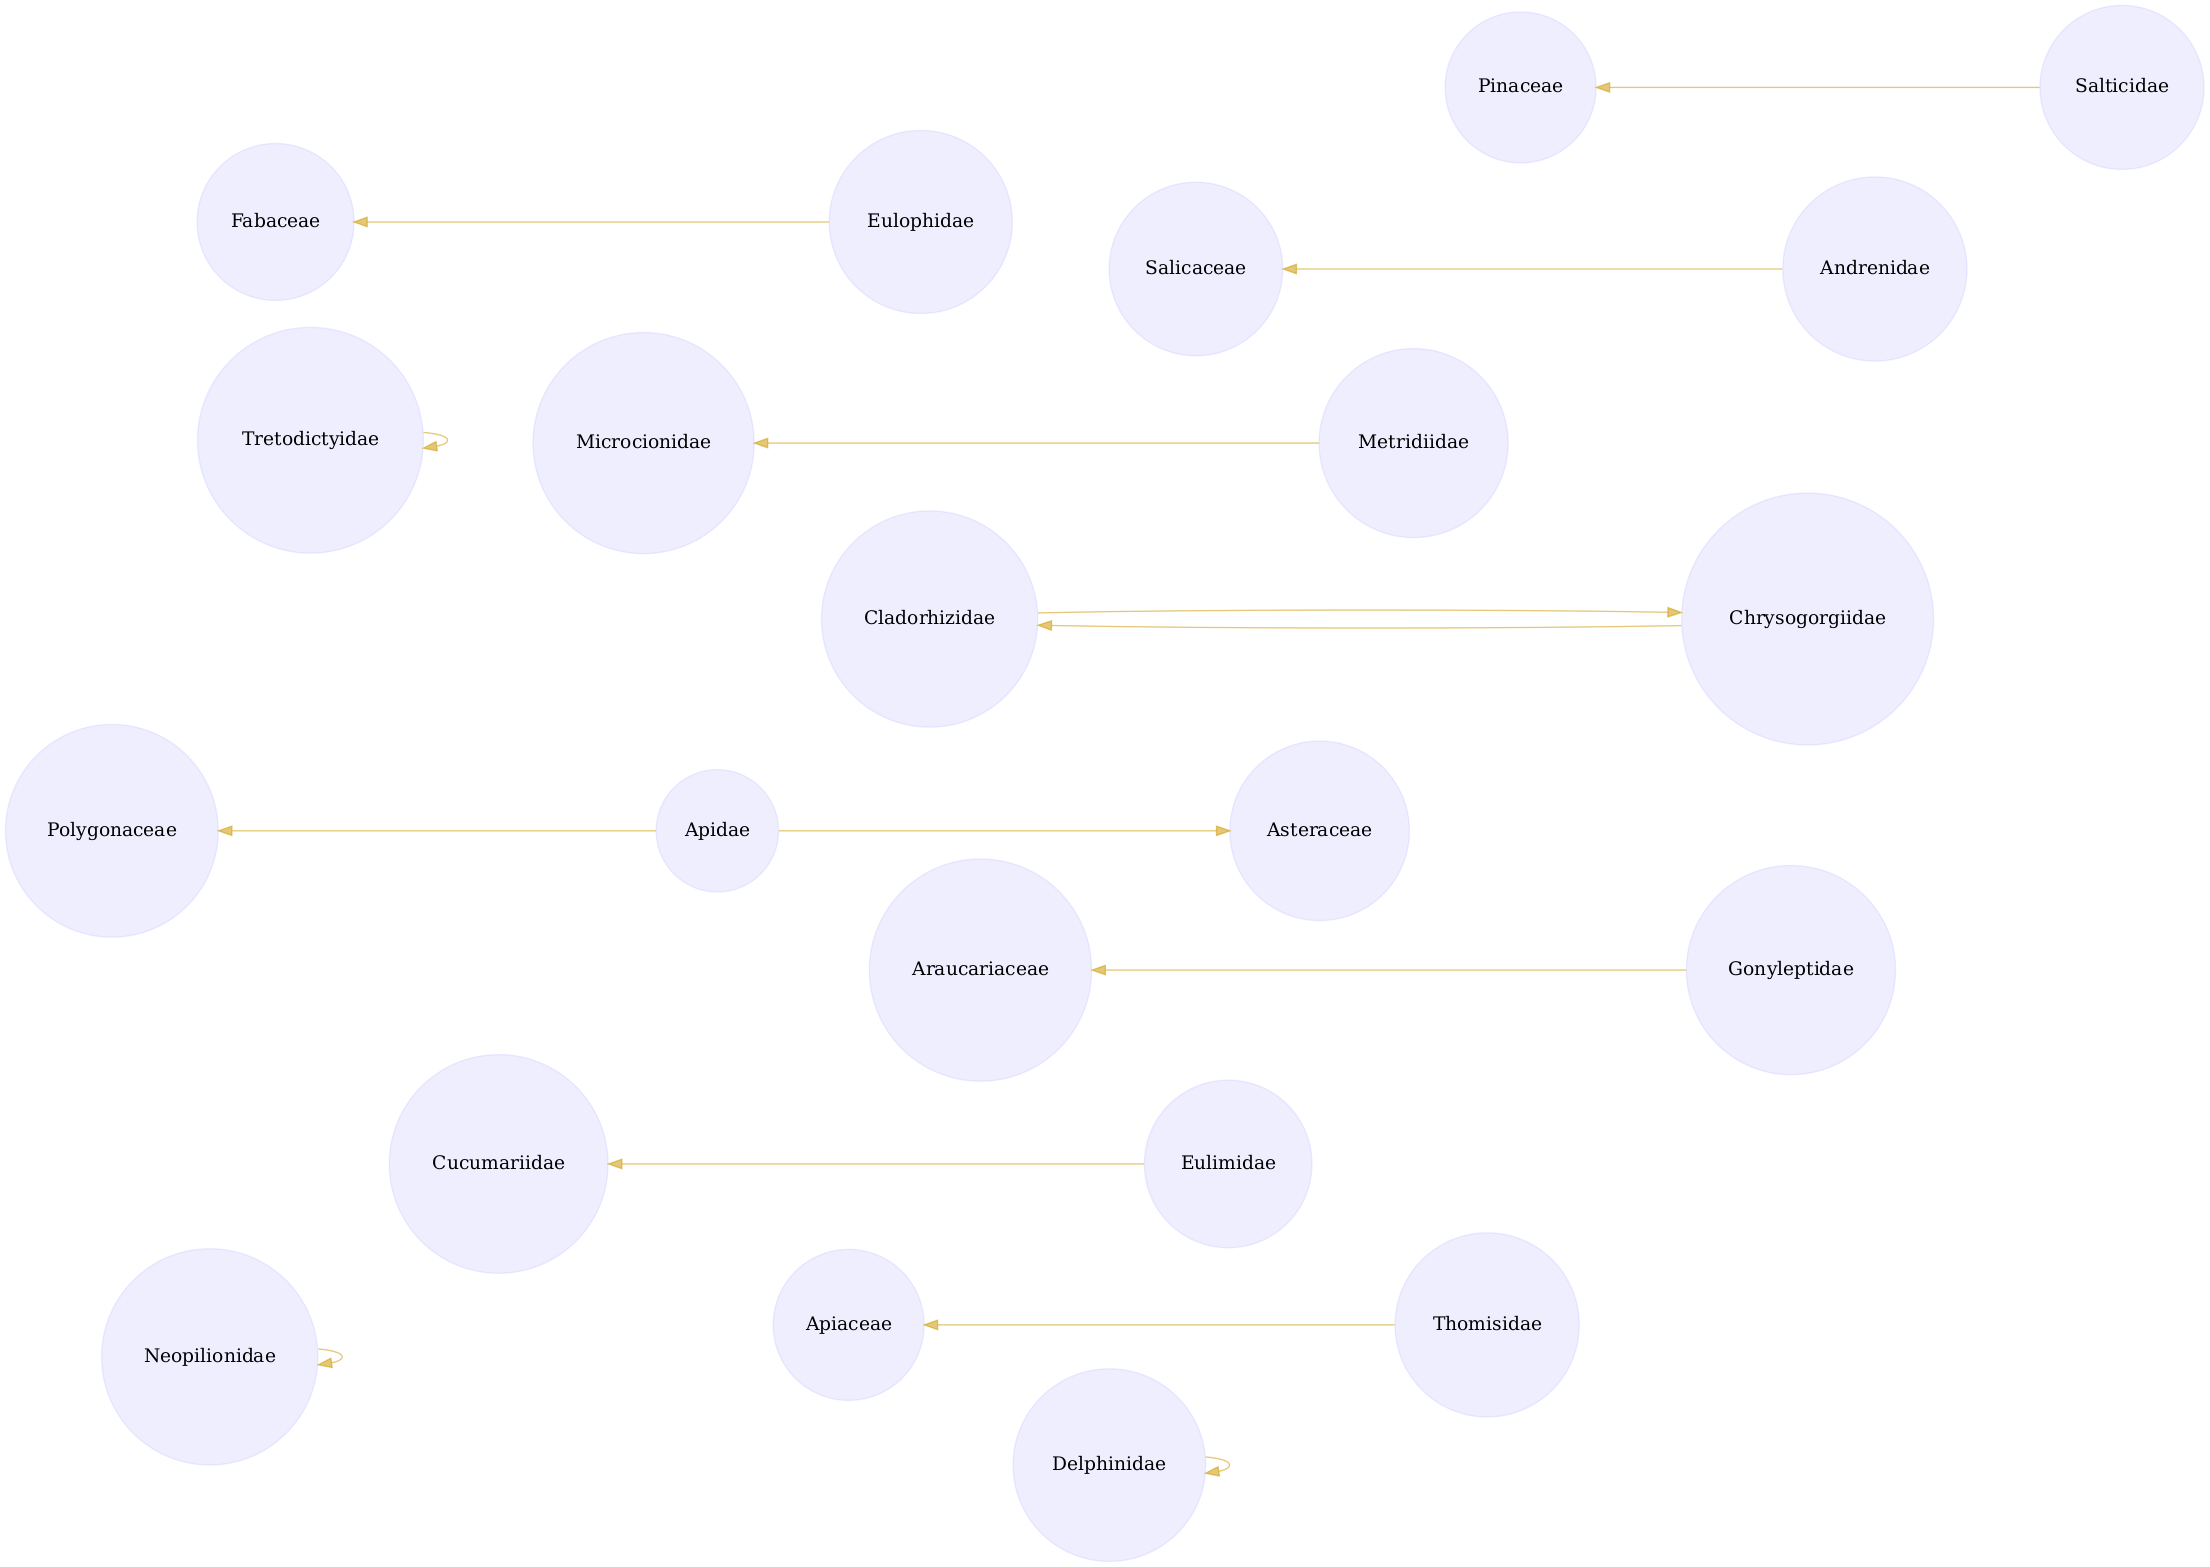 Pinaceae
Salticidae
Fabaceae
Eulophidae
Salicaceae
Andrenidae
Tretodictyidae
Microcionidae
Metridiidae
Cladorhizidae
Chrysogorgiidae
Polygonaceae
Apidae
Asteraceae
Araucariaceae
Gonyleptidae
Cucumariidae
Eulimidae
Neopilionidae
Apiaceae
Thomisidae
Delphinidae